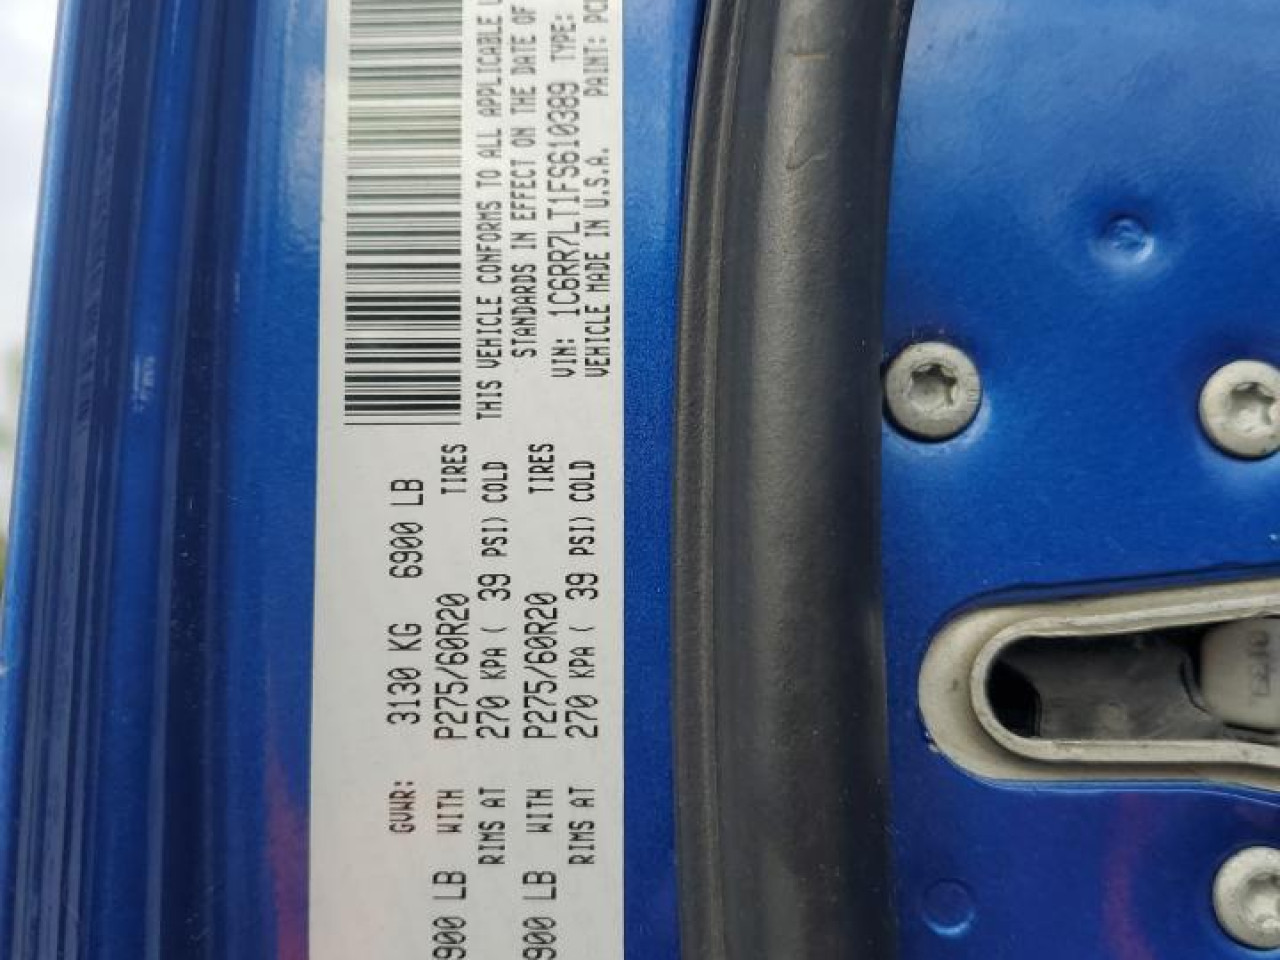 GVWR: 3130 KG 6900 LB
900 LB WITH P275/60R20 TIRES
RIMS AT 270 KPA ( 39 PSI) COLD
900 LB WITH P275/60R20 TIRES
RIMS AT 270 KPA ( 39 PSI) COLD
THIS VEHICLE CONFORMS TO ALL APPLICABLE
STANDARDS IN EFFECT ON THE DATE OF
VIN: 1C6RR7LT1FS610389 TYPE:
VEHICLE MADE IN U.S.A. PAINT: